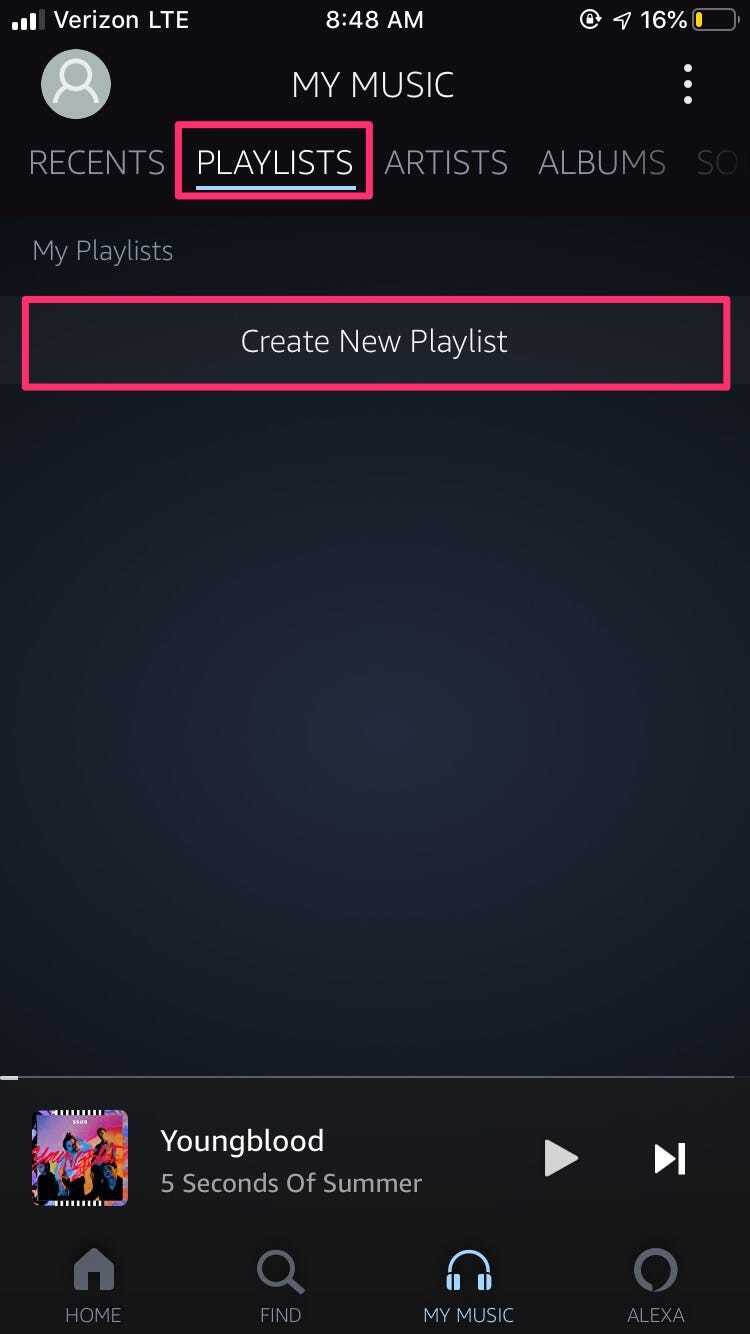 Verizon LTE 8:48 AM 16%
MY MUSIC
RECENTS PLAYLISTS ARTISTS ALBUMS SO
My Playlists
Create New Playlist
Youngblood
5 Seconds Of Summer
HOME FIND MY MUSIC ALEXA